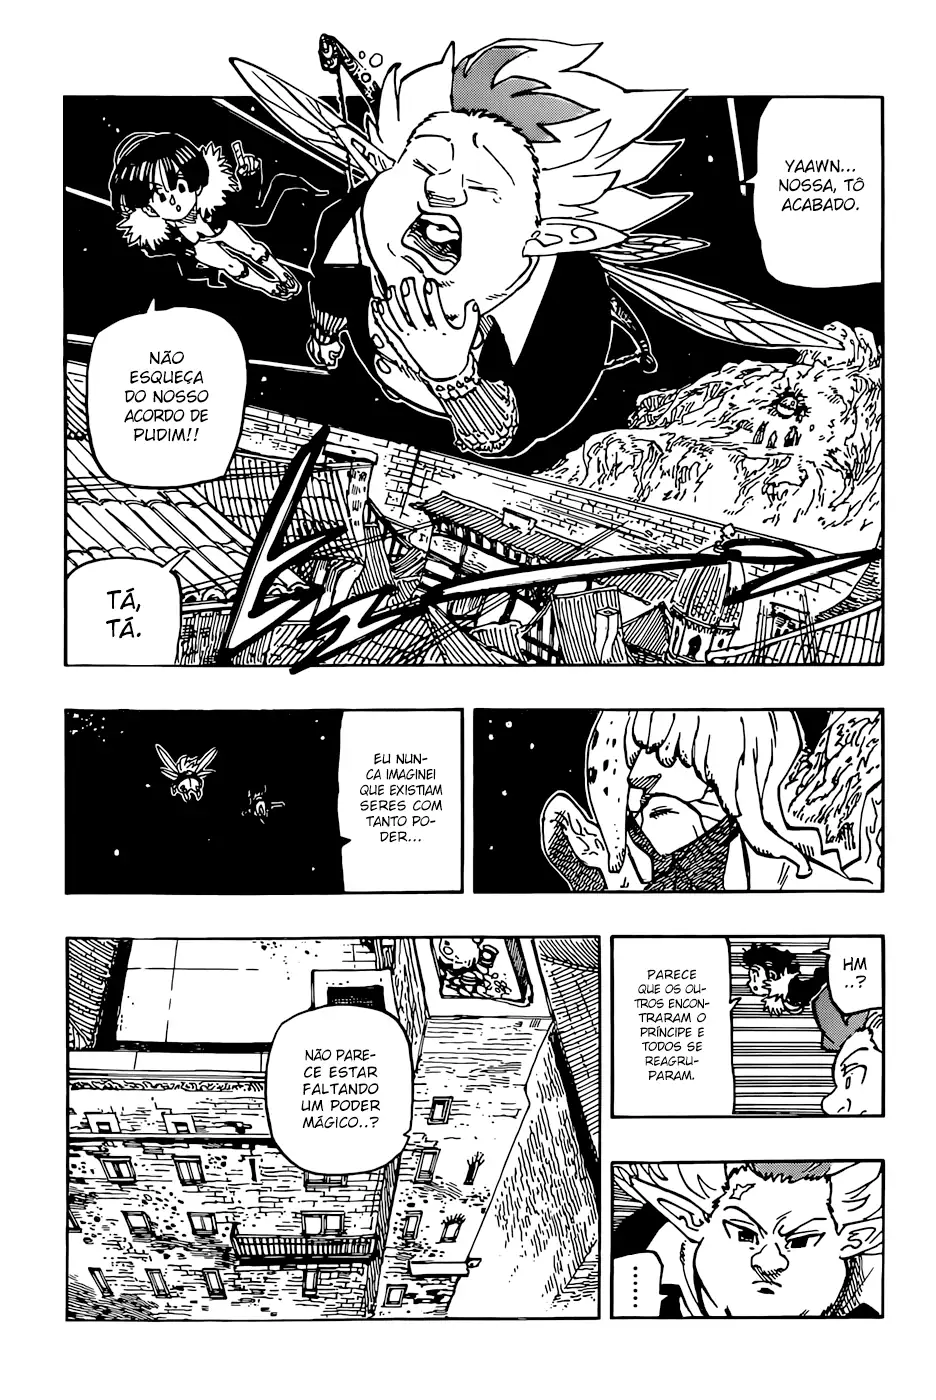 YAAWN...
NOSSA, TÔ
ACABADO.
NÃO
ESQUEÇA
DO NOSSO
ACORDO DE
PUDIM!!
TÁ,
TÁ.
EU NUN-
CA IMAGINEI
QUE EXISTIAM
SERES COM
TANTO PO-
DER...
HM
..?
PARECE
QUE OS OU-
TROS ENCON-
TRARAM O
PRÍNCIPE E
TODOS SE
REAGRU-
PARAM.
.......
NÃO PARE-
CE ESTAR
FALTANDO
UM PODER
MÁGICO..?